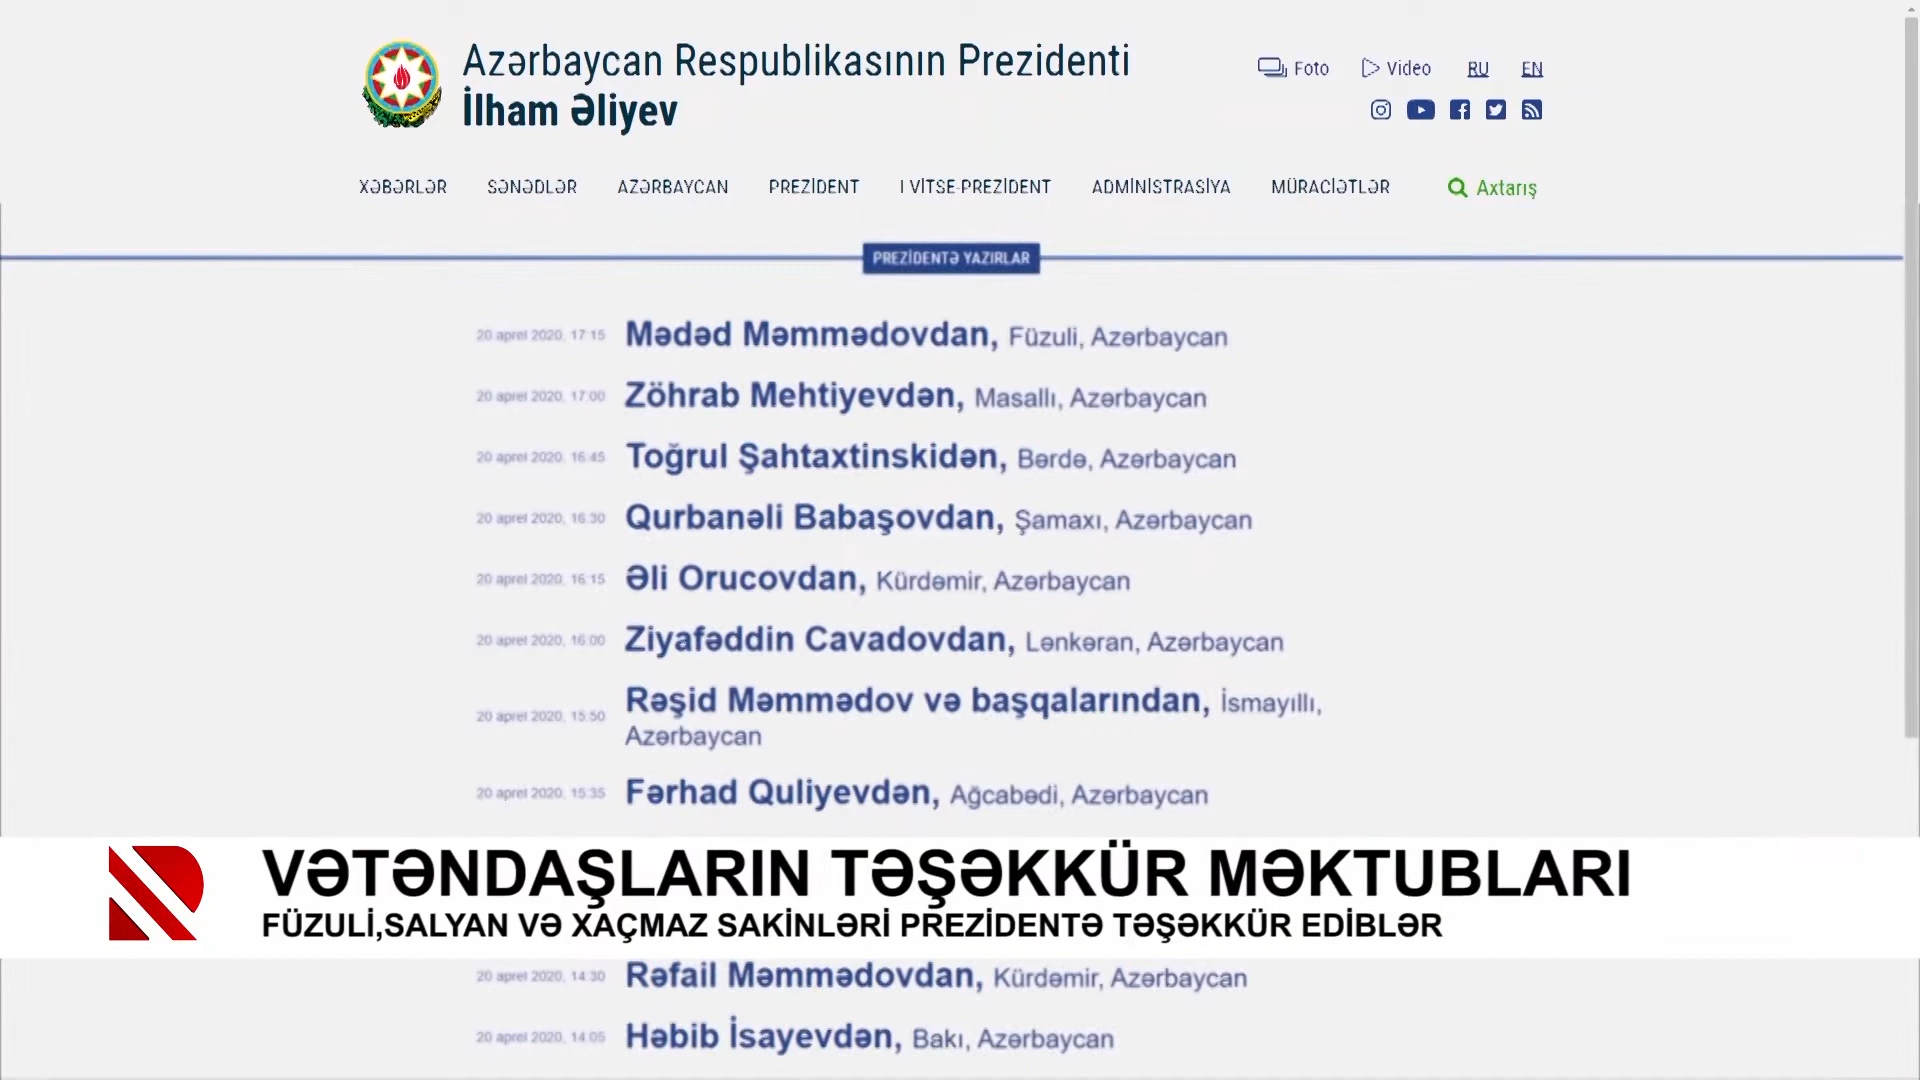 Azərbaycan Respublikasının Prezidenti
İlham Əliyev
Foto
Video
RU
EN
XƏBƏRLƏR
SƏNƏDLƏR
AZƏRBAYCAN
PREZİDENT
I VİTSE-PREZİDENT
ADMİNİSTRASİYA
MÜRACİƏTLƏR
Axtarış
PREZİDENTƏ YAZIRLAR
20 aprel 2020, 17:15 Mədəd Məmmədovdan, Füzuli, Azərbaycan
20 aprel 2020, 17:00 Zöhrab Mehtiyevdən, Masallı, Azərbaycan
20 aprel 2020, 16:45 Toğrul Şahtaxtinskidən, Bərdə, Azərbaycan
20 aprel 2020, 16:30 Qurbanəli Babaşovdan, Şamaxı, Azərbaycan
20 aprel 2020, 16:15 Əli Orucovdan, Kürdəmir, Azərbaycan
20 aprel 2020, 16:00 Ziyafəddin Cavadovdan, Lənkəran, Azərbaycan
20 aprel 2020, 15:50 Rəşid Məmmədov və başqalarından, İsmayıllı,
Azərbaycan
20 aprel 2020, 15:35 Fərhad Quliyevdən, Ağcabədi, Azərbaycan
VƏTƏNDAŞLARIN TƏŞƏKKÜR MƏKTUBLARI
FÜZULİ,SALYAN VƏ XAÇMAZ SAKİNLƏRİ PREZİDENTƏ TƏŞƏKKÜR EDİBLƏR
20 aprel 2020, 14:30 Rəfail Məmmədovdan, Kürdəmir, Azərbaycan
20 aprel 2020, 14:05 Həbib İsayevdən, Bakı, Azərbaycan